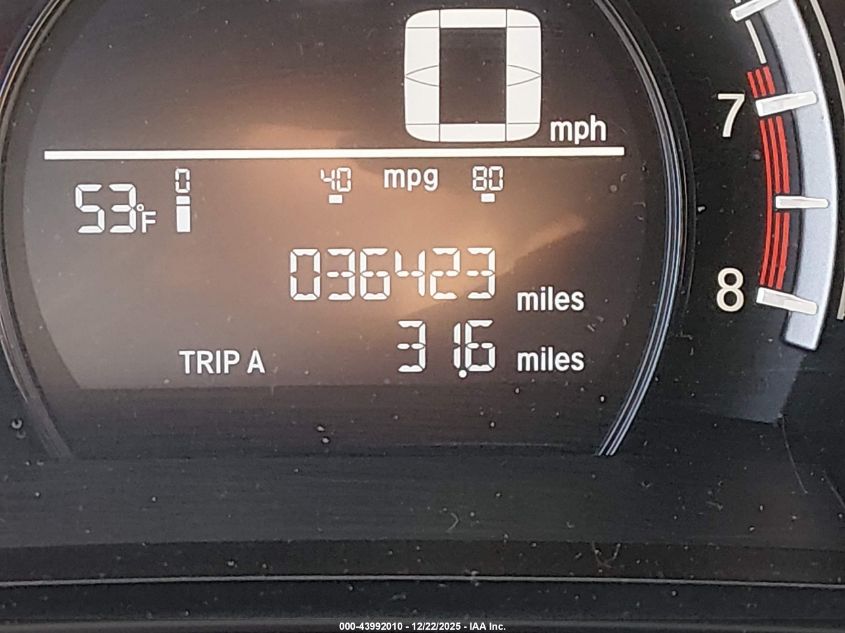 0 mph
7
0 40 mpg 80
53°F
036423 miles
8
TRIP A 31.6 miles
000-43992010 - 12/22/2025 - IAA Inc.